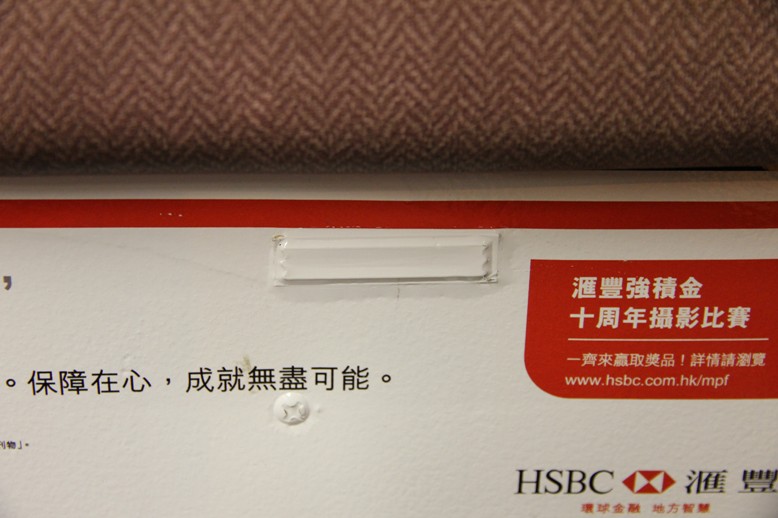 ，
。保障在心，成就無盡可能。
刊物」。
滙豐強積金
十周年攝影比賽
一齊來贏取獎品！詳情請瀏覽
www.hsbc.com.hk/mpf
HSBC 滙豐
環球金融 地方智慧